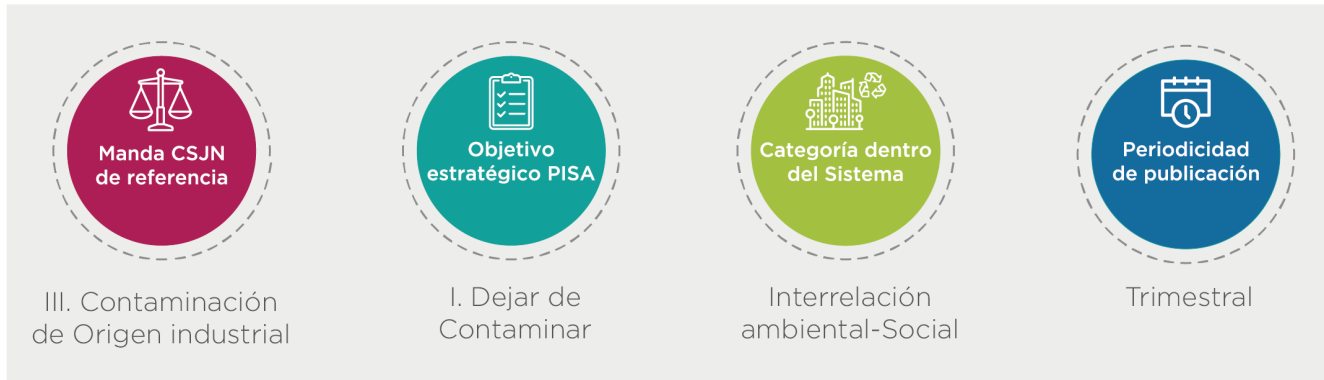 Manda CSJN
de referencia
III. Contaminación
de Origen industrial
Objetivo
estratégico PISA
I. Dejar de
Contaminar
Categoría dentro
del Sistema
Interrelación
ambiental-Social
Periodicidad
de publicación
Trimestral